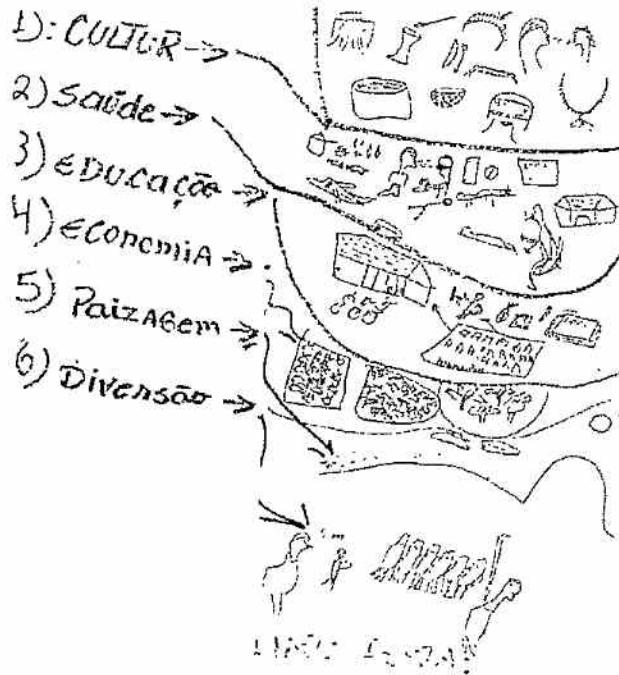 1): CULTUR
2) Saúde
3) EDUCAção
4) EConomiA
5) PaizAGem
6) Diversão